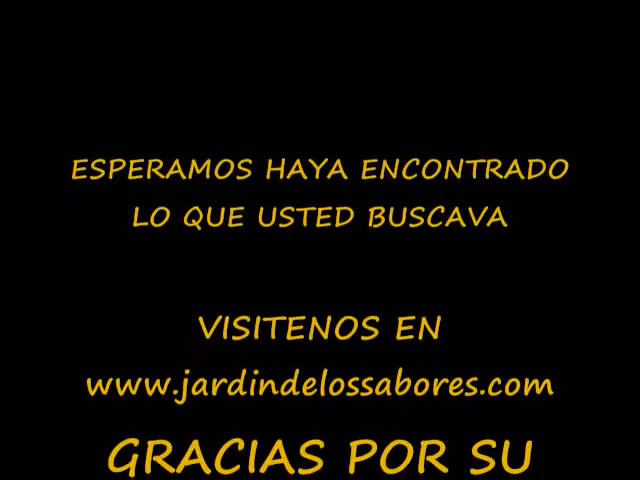 ESPERAMOS HAYA ENCONTRADO
LO QUE USTED BUSCAVA
VISITENOS EN
www.jardindelossabores.com
GRACIAS POR SU